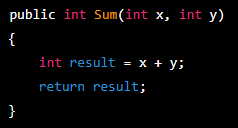 public int Sum(int x, int y)
{
    int result = x + y;
    return result;
}